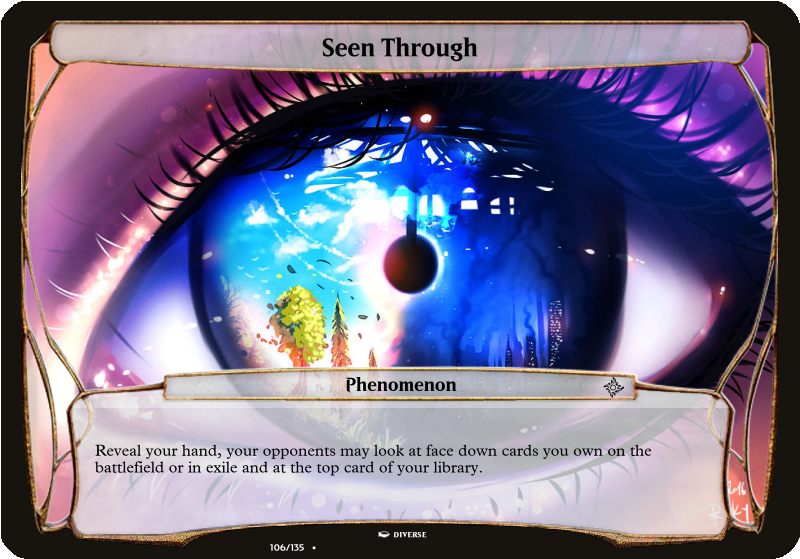 Seen Through
Phenomenon
Reveal your hand, your opponents may look at face down cards you own on the
battlefield or in exile and at the top card of your library.
DIVERSE
106/135 •